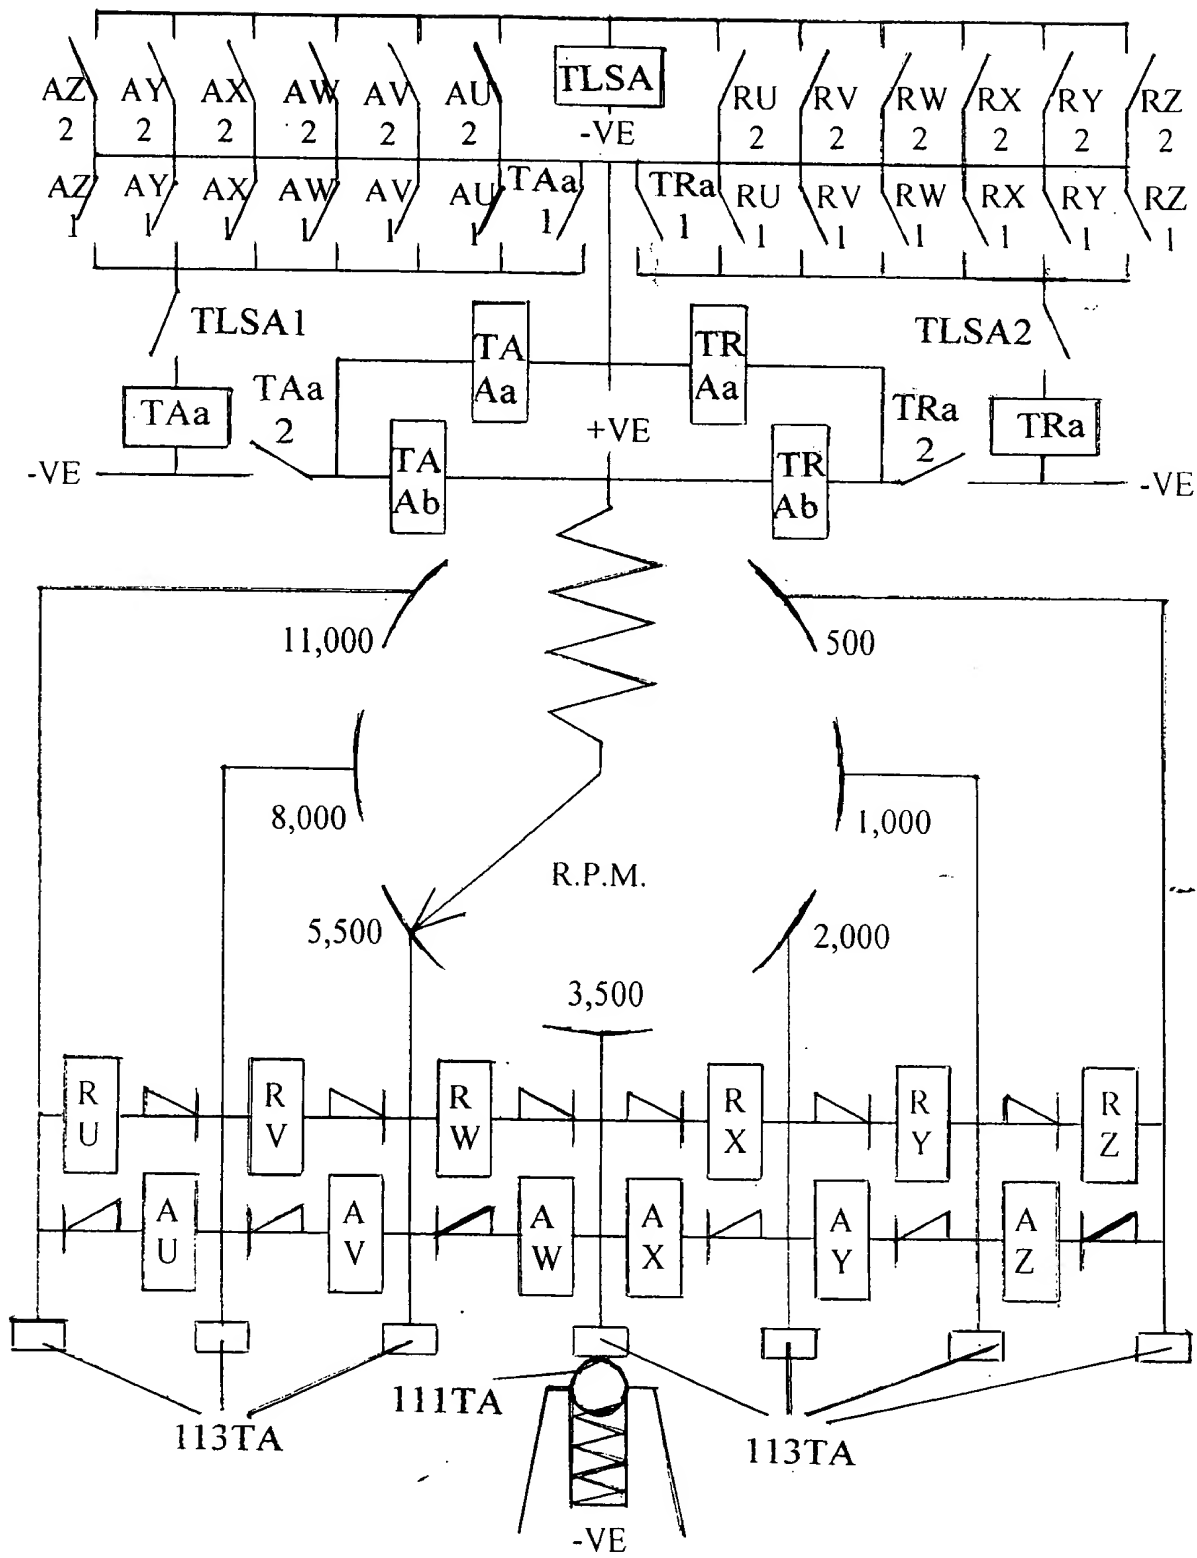 TLSA
AZ AY AX AW AV AU RU RV RW RX RY RZ
2 2 2 2 2 2 -VE 2 2 2 2 2 2
AZ AY AX AW AV AU TAa TRa RU RV RW RX RY RZ
1 1 1 1 1 1 1 1 1 1 1 1 1 1
TLSA1 TLSA2
TA TR
Aa Aa
TAa TAa TRa TRa
2 +VE 2
-VE TA TR -VE
Ab Ab
11,000 500
8,000 1,000
R.P.M.
5,500 2,000
3,500
R R R R R R
U V W X Y Z
A A A A A A
U V W X Y Z
111TA
113TA 113TA
-VE